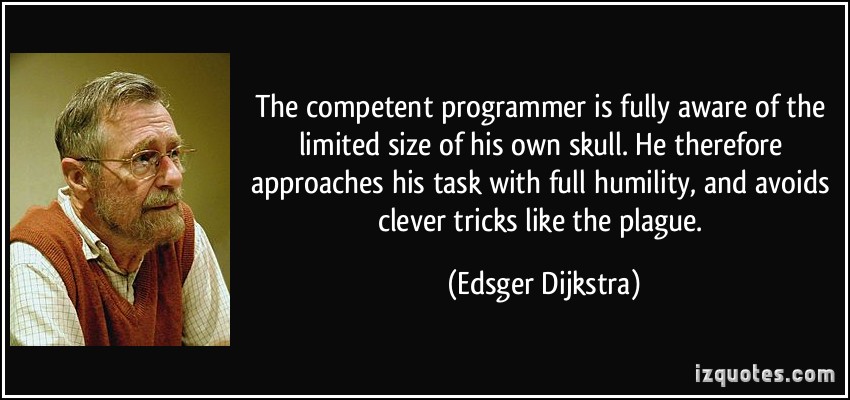 The competent programmer is fully aware of the
limited size of his own skull. He therefore
approaches his task with full humility, and avoids
clever tricks like the plague.
(Edsger Dijkstra)
izquotes.com